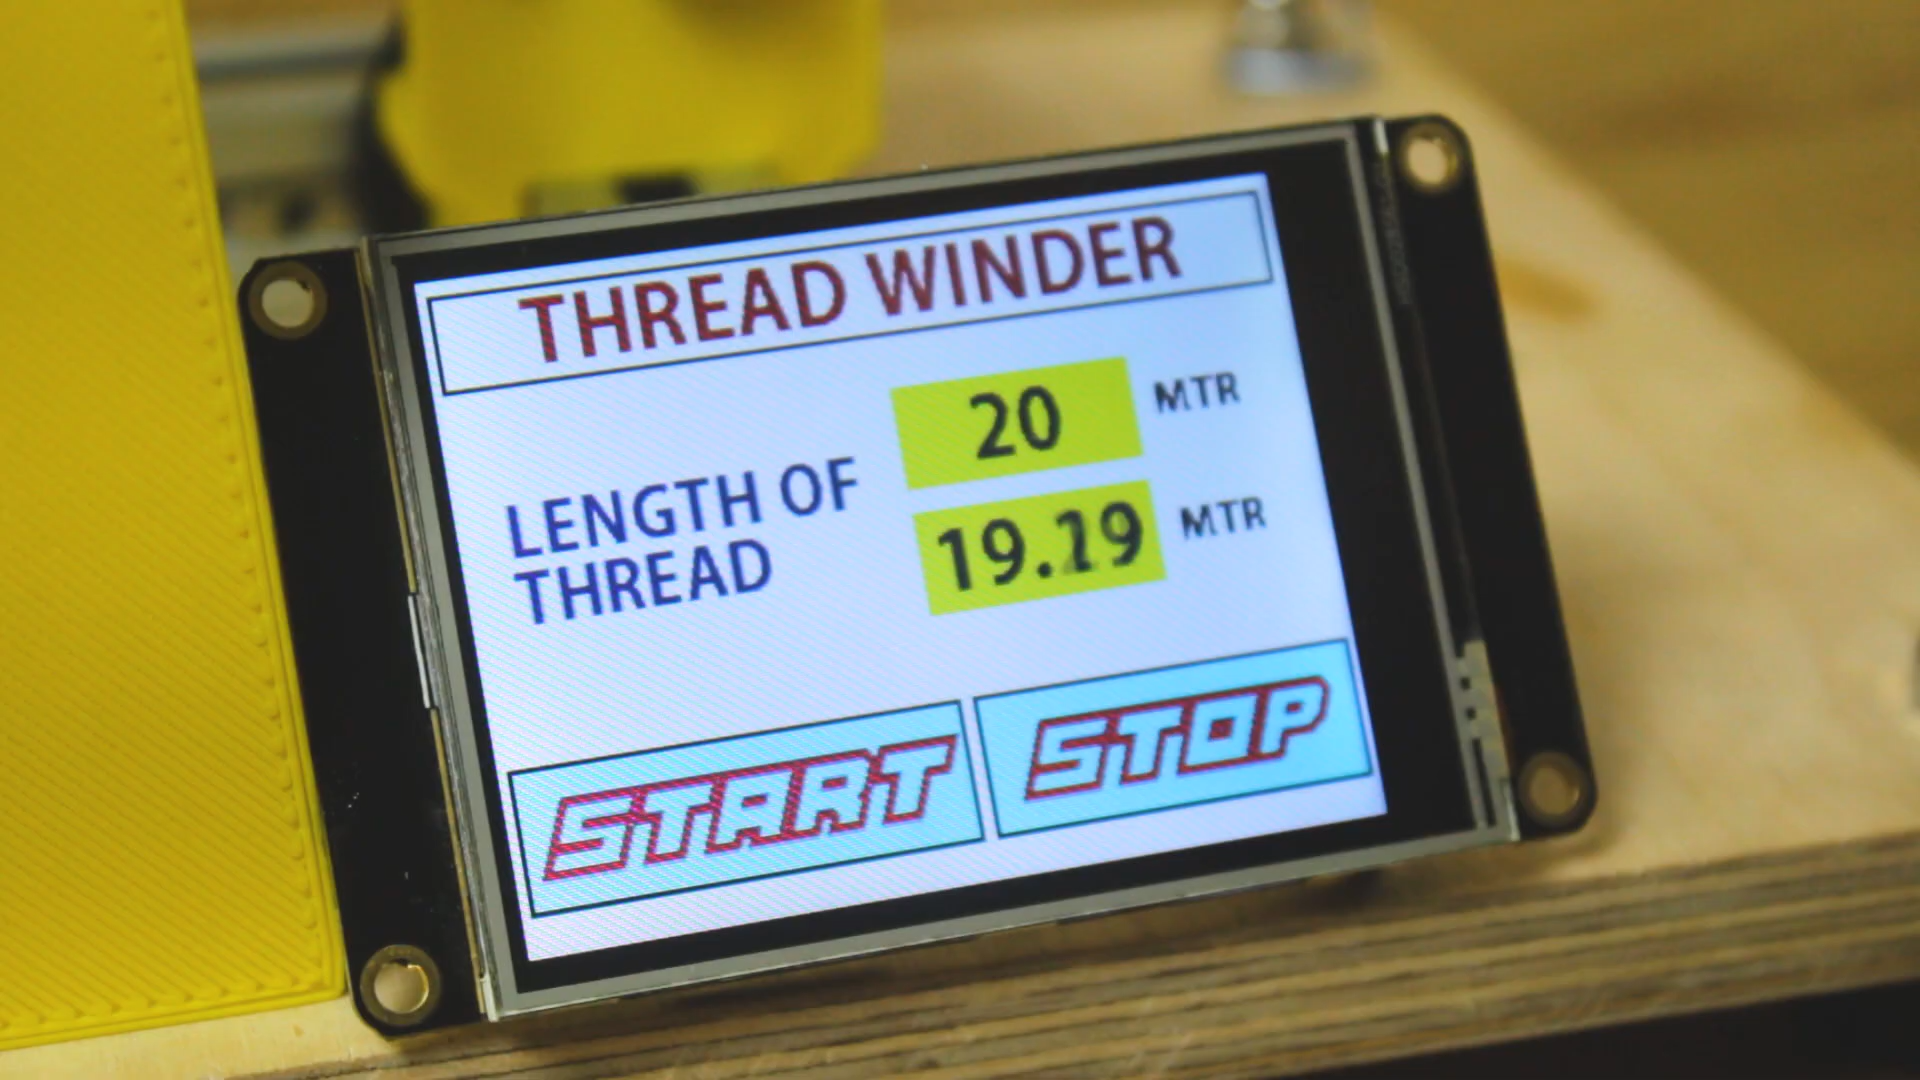 THREAD WINDER
20 MTR
LENGTH OF
THREAD
19.19 MTR
START STOP